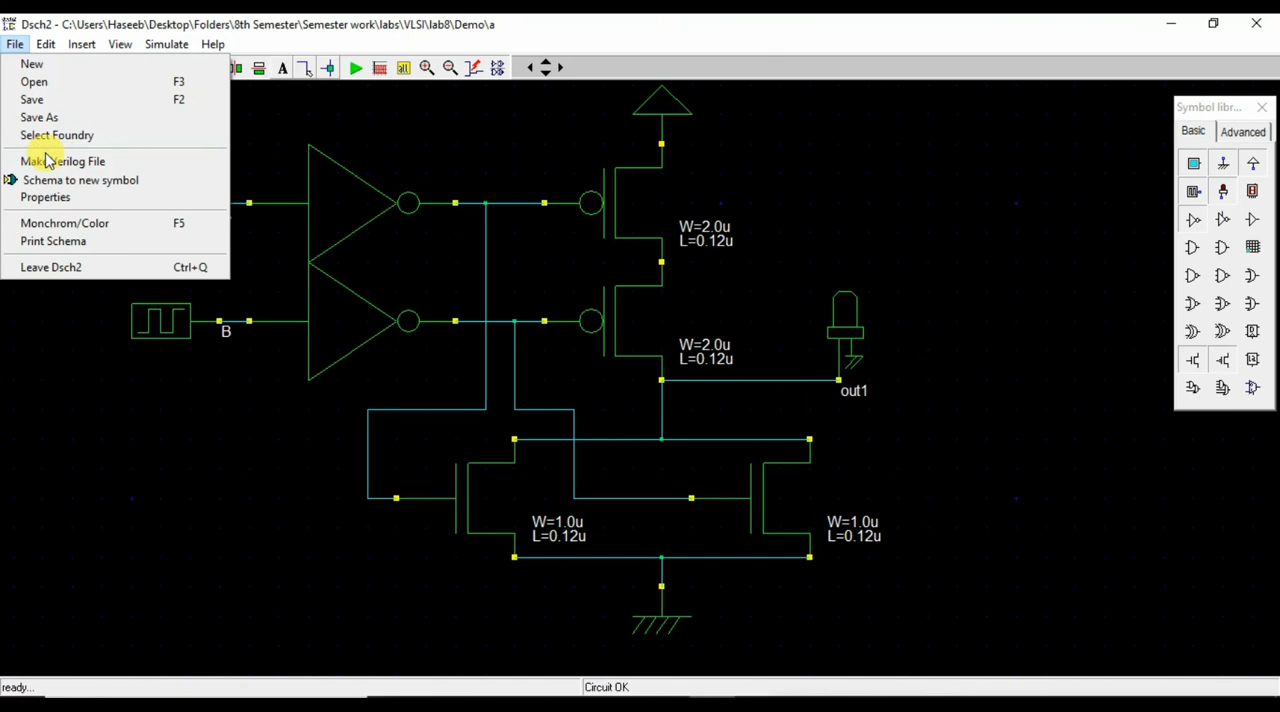 Dsch2 - C:\Users\Haseeb\Desktop\Folders\8th Semester\Semester work\labs\VLSI\lab8\Demo\a
File Edit Insert View Simulate Help
A all
New
Open F3
Save F2
Save As
Select Foundry
Make Verilog File
Schema to new symbol
Properties
Monchrom/Color F5
Print Schema
Leave Dsch2 Ctrl+Q
Symbol libr...
Basic Advanced
W=2.0u
L=0.12u
B
W=2.0u
L=0.12u
out1
W=1.0u
L=0.12u
W=1.0u
L=0.12u
ready... Circuit OK